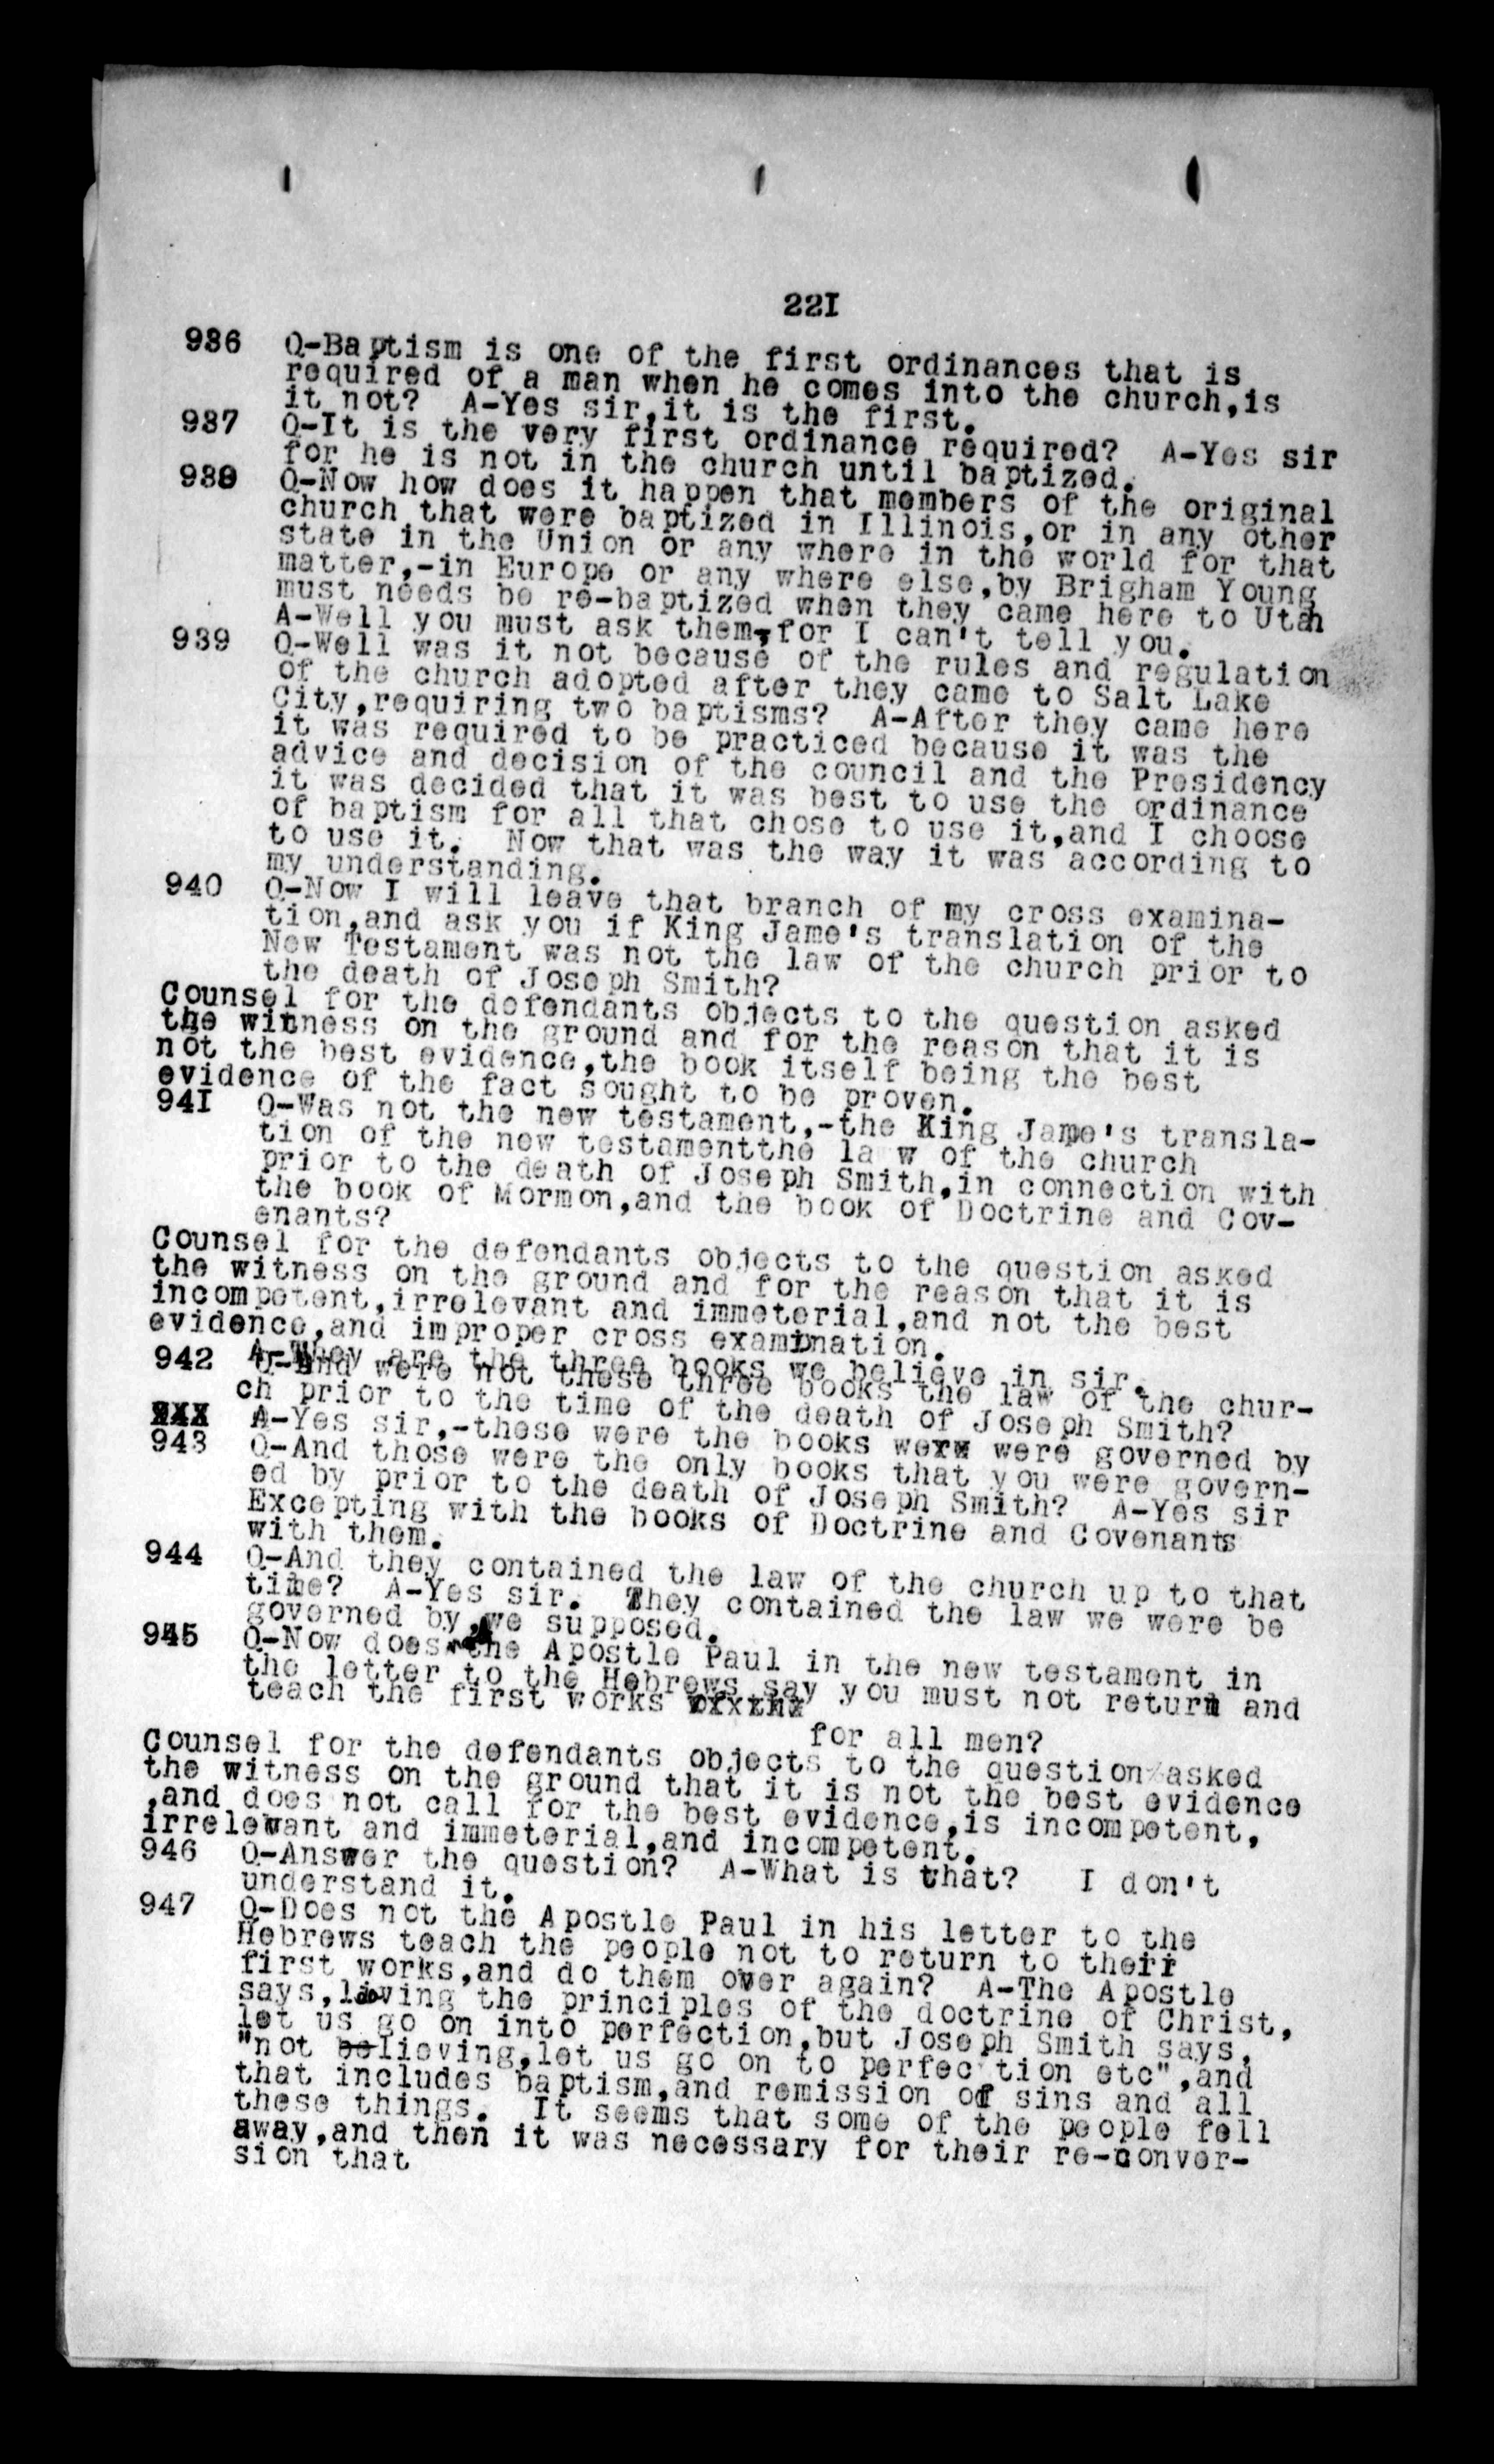 221
936 Q-Baptism is one of the first ordinances that is
required of a man when he comes into the church,is
it not? A-Yes sir,it is the first.
937 Q-It is the very first ordinance required? A-Yes sir
for he is not in the church until baptized.
938 Q-Now how does it happen that members of the original
church that were baptized in Illinois,or in any other
state in the Union or any where in the world for that
matter,-in Europe or any where else,by Brigham Young
must needs be re-baptized when they came here to Utah
A-Well you must ask them,for I can't tell you.
939 Q-Well was it not because of the rules and regulation
of the church adopted after they came to Salt Lake
City,requiring two baptisms? A-After they came here
it was required to be practiced because it was the
advice and decision of the council and the Presidency
it was decided that it was best to use the ordinance
of baptism for all that chose to use it,and I choose
to use it. Now that was the way it was according to
my understanding.
940 Q-Now I will leave that branch of my cross examina-
tion,and ask you if King Jame's translation of the
New Testament was not the law of the church prior to
the death of Joseph Smith?
Counsel for the defendants objects to the question asked
the witness on the ground and for the reason that it is
not the best evidence,the book itself being the best
evidence of the fact sought to be proven.
941 Q-Was not the new testament,-the King Jame's transla-
tion of the new testamentthe la w of the church
prior to the death of Joseph Smith,in connection with
the book of Mormon,and the book of Doctrine and Cov-
enants?
Counsel for the defendants objects to the question asked
the witness on the ground and for the reason that it is
incompetent,irrelevant and immeterial,and not the best
evidence,and improper cross examination.
A-They are the three books we believe in sir.
942 Q-And were not these three books the law of the chur-
ch prior to the time of the death of Joseph Smith?
A-Yes sir,-these were the books werx were governed by
943 Q-And those were the only books that you were govern-
ed by prior to the death of Joseph Smith? A-Yes sir
Excepting with the books of Doctrine and Covenants
with them.
944 Q-And they contained the law of the church up to that
time? A-Yes sir. They contained the law we were be
governed by,we supposed.
945 Q-Now does the Apostle Paul in the new testament in
the letter to the Hebrews say you must not return and
teach the first works
for all men?
Counsel for the defendants objects to the question asked
the witness on the ground that it is not the best evidence
,and does not call for the best evidence,is incompetent,
irrelevant and immeterial,and incompetent.
946 Q-Answer the question? A-What is that? I don't
understand it.
947 Q-Does not the Apostle Paul in his letter to the
Hebrews teach the people not to return to their
first works,and do them over again? A-The Apostle
says,leaving the principles of the doctrine of Christ,
let us go on into perfection,but Joseph Smith says,
"not believing,let us go on to perfec tion etc",and
that includes baptism,and remission of sins and all
these things. It seems that some of the people fell
away,and then it was necessary for their re-conver-
sion that